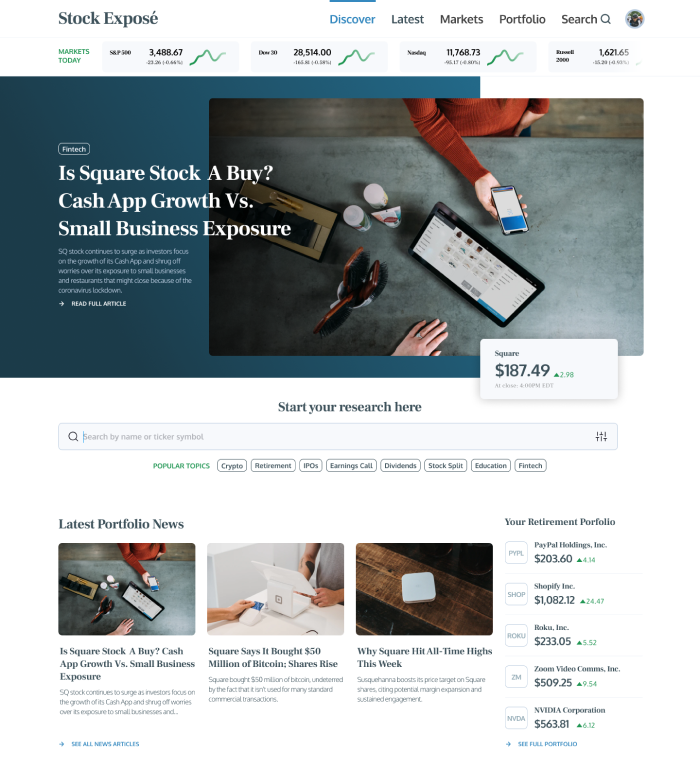 Stock Exposé
Discover
Latest
Markets
Portfolio
Search
MARKETS
TODAY
S&P 500
3,488.67
-23.26 (-0.66%)
Dow 30
28,514.00
-165.81 (-0.58%)
Nasdaq
11,768.73
-95.17 (-0.80%)
Russell
2000
1,621.65
-15.20 (-0.93%)
Fintech
Is Square Stock A Buy?
Cash App Growth Vs.
Small Business Exposure
SQ stock continues to surge as investors focus
on the growth of its Cash App and shrug off
worries over its exposure to small businesses
and restaurants that might close because of the
coronavirus lockdown.
READ FULL ARTICLE
Square
$187.49
2.98
At close: 4:00PM EDT
Start your research here
Search by name or ticker symbol
POPULAR TOPICS
Crypto
Retirement
IPOs
Earnings Call
Dividends
Stock Split
Education
Fintech
Latest Portfolio News
Is Square Stock A Buy? Cash
App Growth Vs. Small Business
Exposure
SQ stock continues to surge as investors focus on
the growth of its Cash App and shrug off worries
over its exposure to small businesses and...
Square Says It Bought $50
Million of Bitcoin; Shares Rise
Square bought $50 million of bitcoin, undeterred
by the fact that it isn't used for many standard
commercial transactions.
Why Square Hit All-Time Highs
This Week
Susquehanna boosts its price target on Square
shares, citing potential margin expansion and
sustained engagement.
SEE ALL NEWS ARTICLES
Your Retirement Porfolio
PYPL
PayPal Holdings, Inc.
$203.60
4.14
SHOP
Shopify Inc.
$1,082.12
24.47
ROKU
Roku, Inc.
$233.05
5.52
ZM
Zoom Video Comms, Inc.
$509.25
9.54
NVDA
NVIDIA Corporation
$563.81
6.12
SEE FULL PORTFOLIO